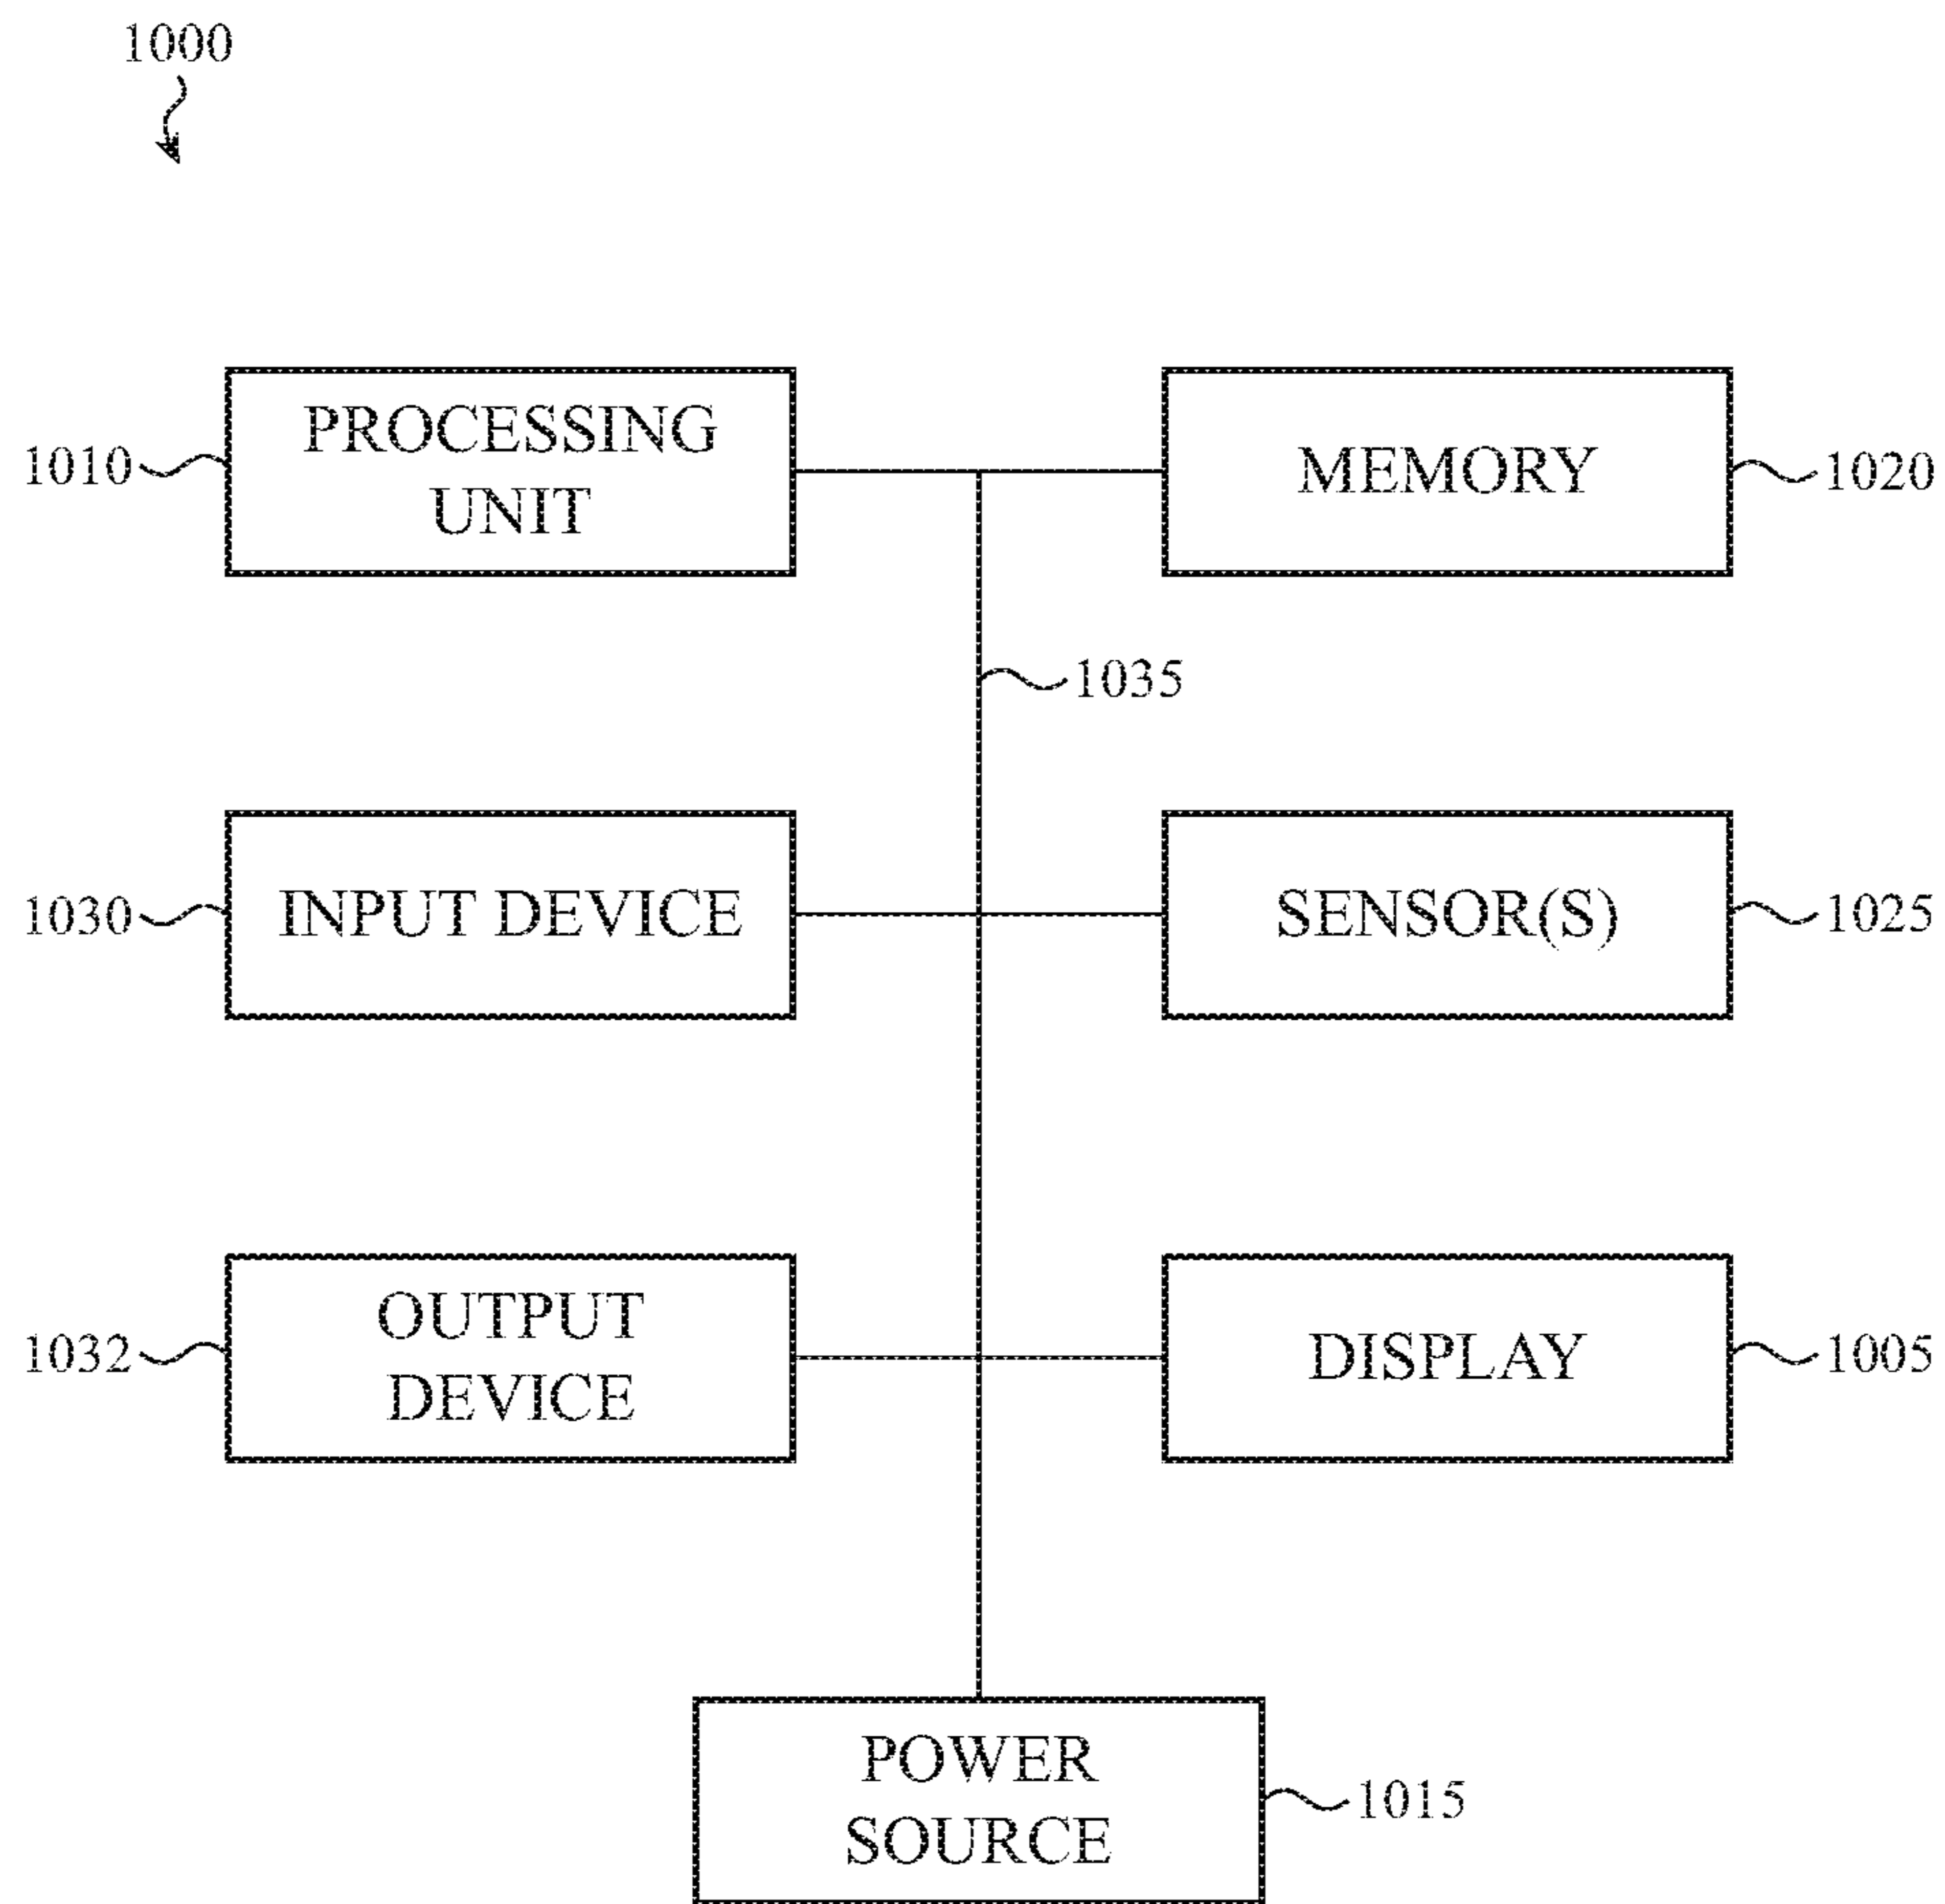 1000
PROCESSING
UNIT
1010
MEMORY
1020
1035
INPUT DEVICE
1030
SENSOR(S)
1025
OUTPUT
DEVICE
1032
DISPLAY
1005
POWER
SOURCE
1015